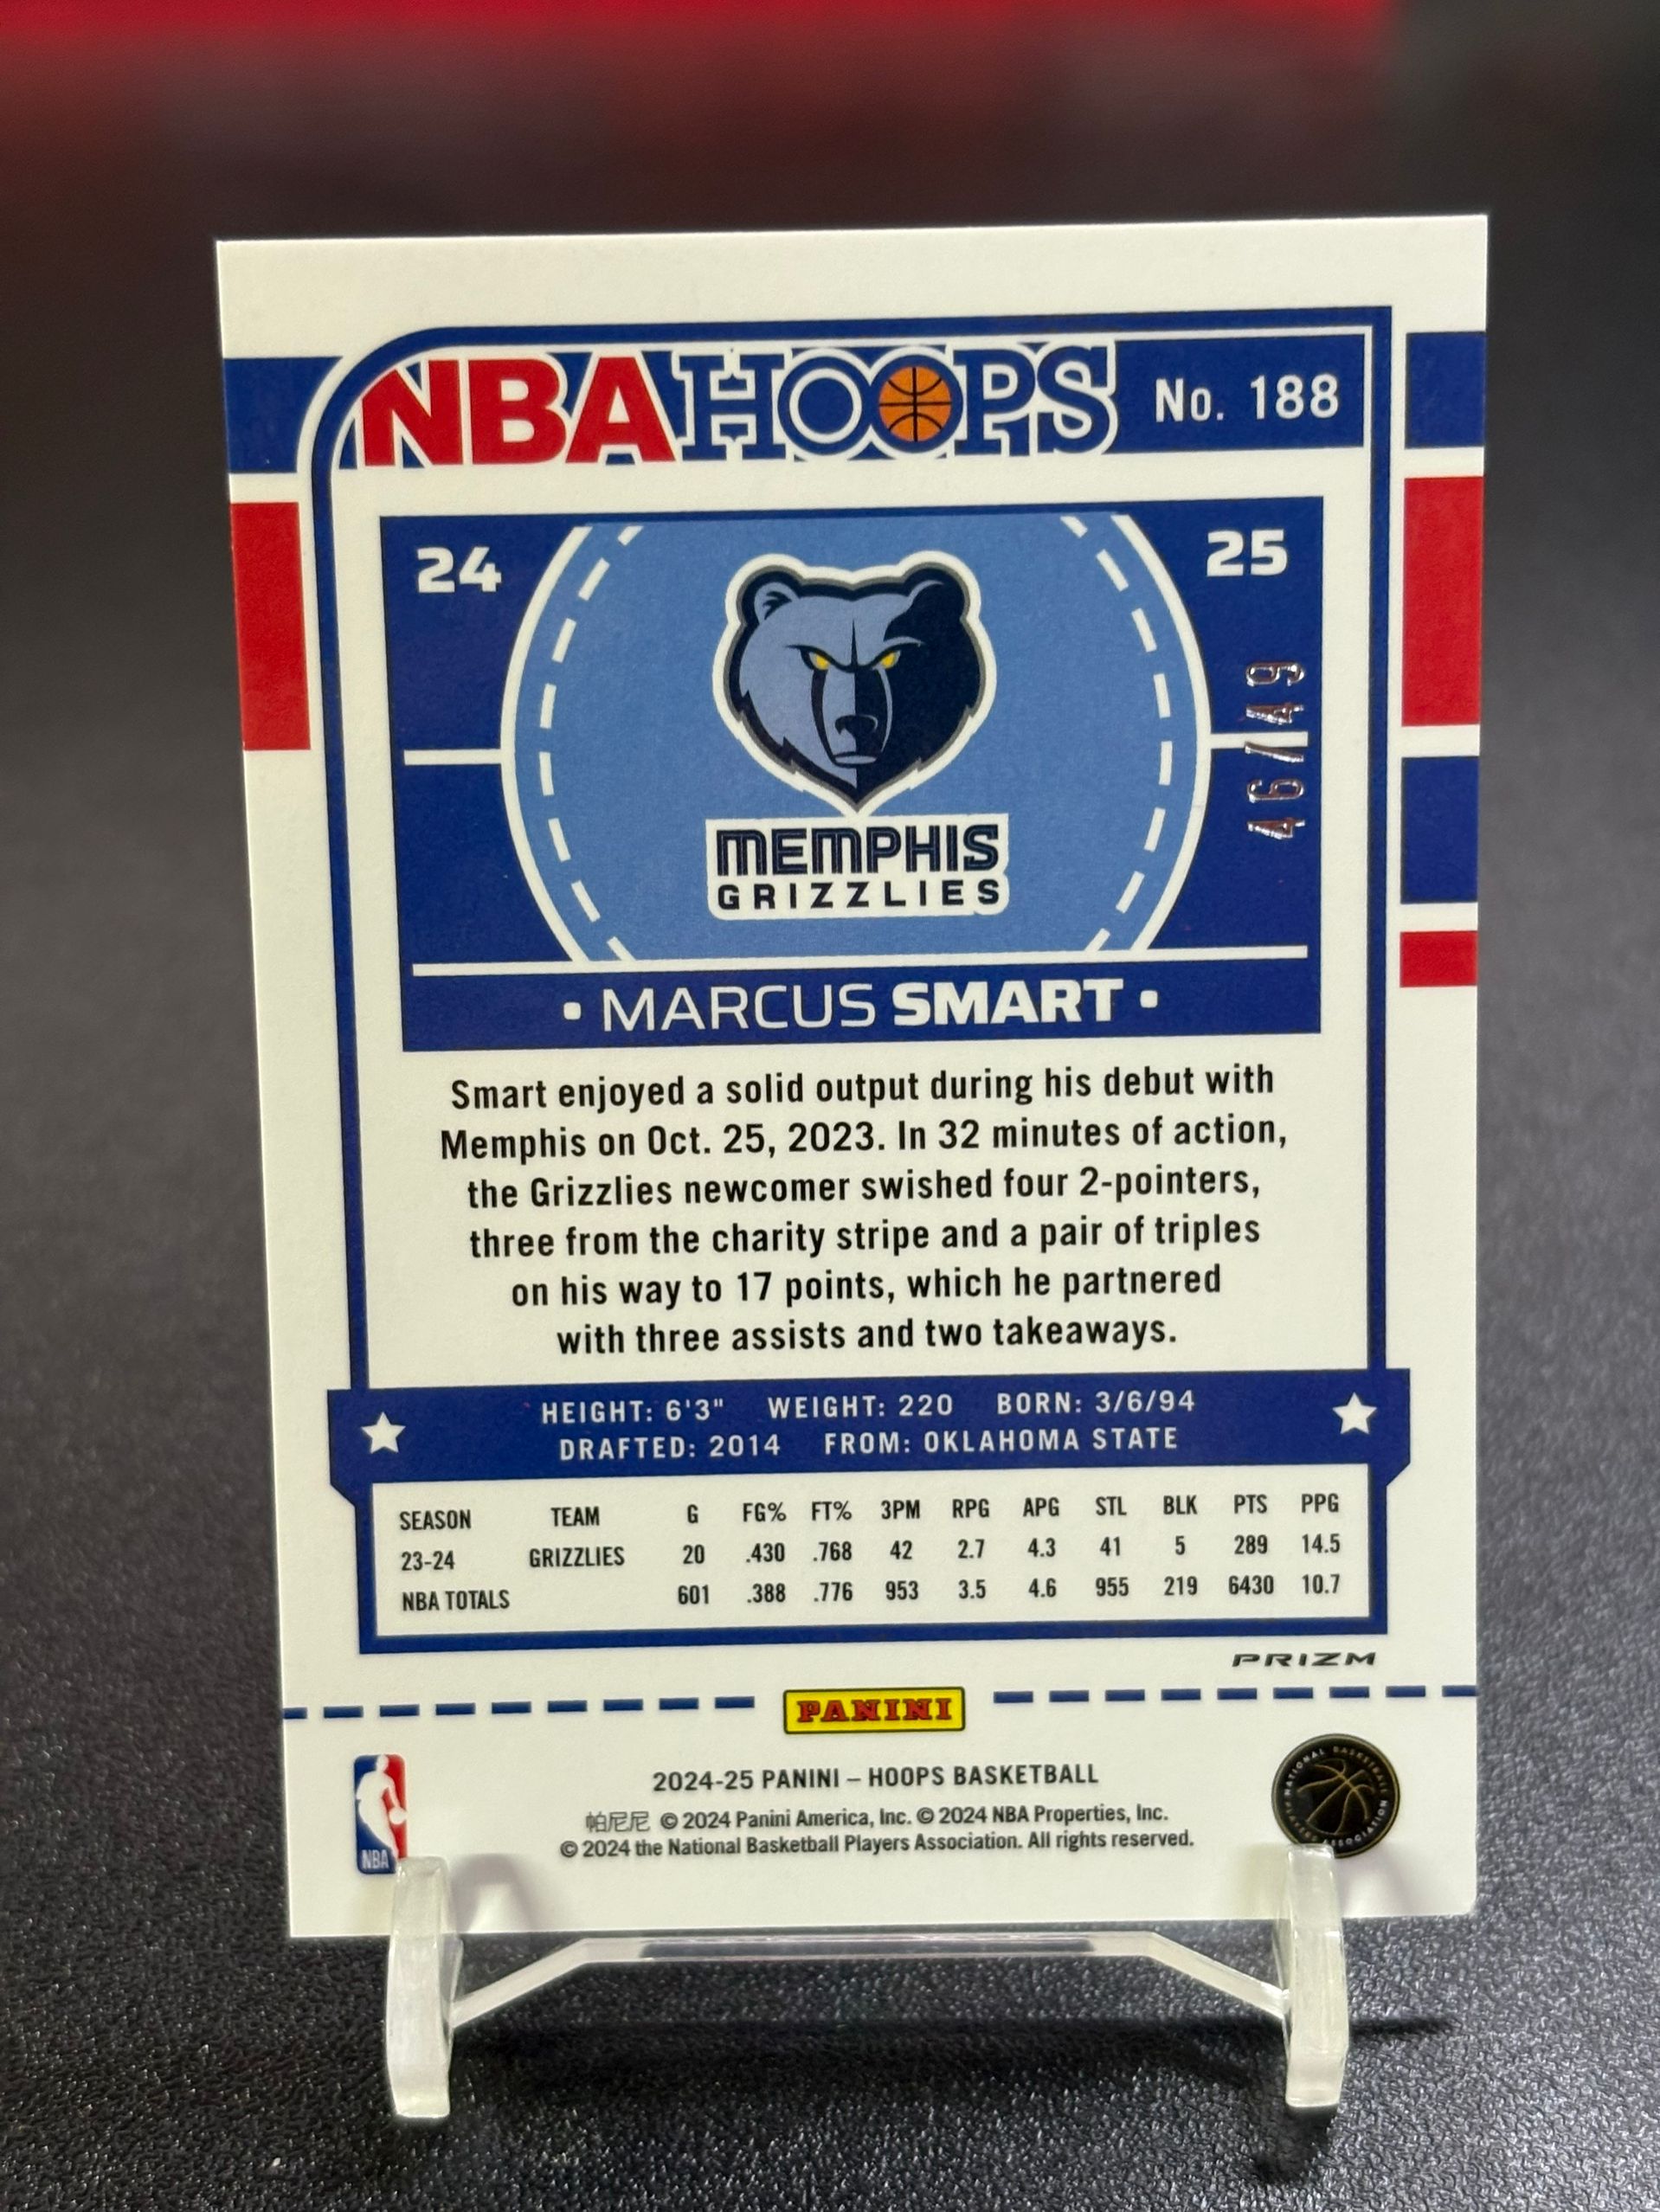 NBA HOOPS No. 188
24 25
46/49
MEMPHIS
GRIZZLIES
• MARCUS SMART •
Smart enjoyed a solid output during his debut with
Memphis on Oct. 25, 2023. In 32 minutes of action,
the Grizzlies newcomer swished four 2-pointers,
three from the charity stripe and a pair of triples
on his way to 17 points, which he partnered
with three assists and two takeaways.
HEIGHT: 6'3" WEIGHT: 220 BORN: 3/6/94
DRAFTED: 2014 FROM: OKLAHOMA STATE
SEASON TEAM G FG% FT% 3PM RPG APG STL BLK PTS PPG
23-24 GRIZZLIES 20 .430 .768 42 2.7 4.3 41 5 289 14.5
NBA TOTALS 601 .388 .776 953 3.5 4.6 955 219 6430 10.7
PRIZM
PANINI
2024-25 PANINI – HOOPS BASKETBALL
帕尼尼 © 2024 Panini America, Inc. © 2024 NBA Properties, Inc.
© 2024 the National Basketball Players Association. All rights reserved.
NBA
NATIONAL BASKETBALL PLAYERS ASSOCIATION